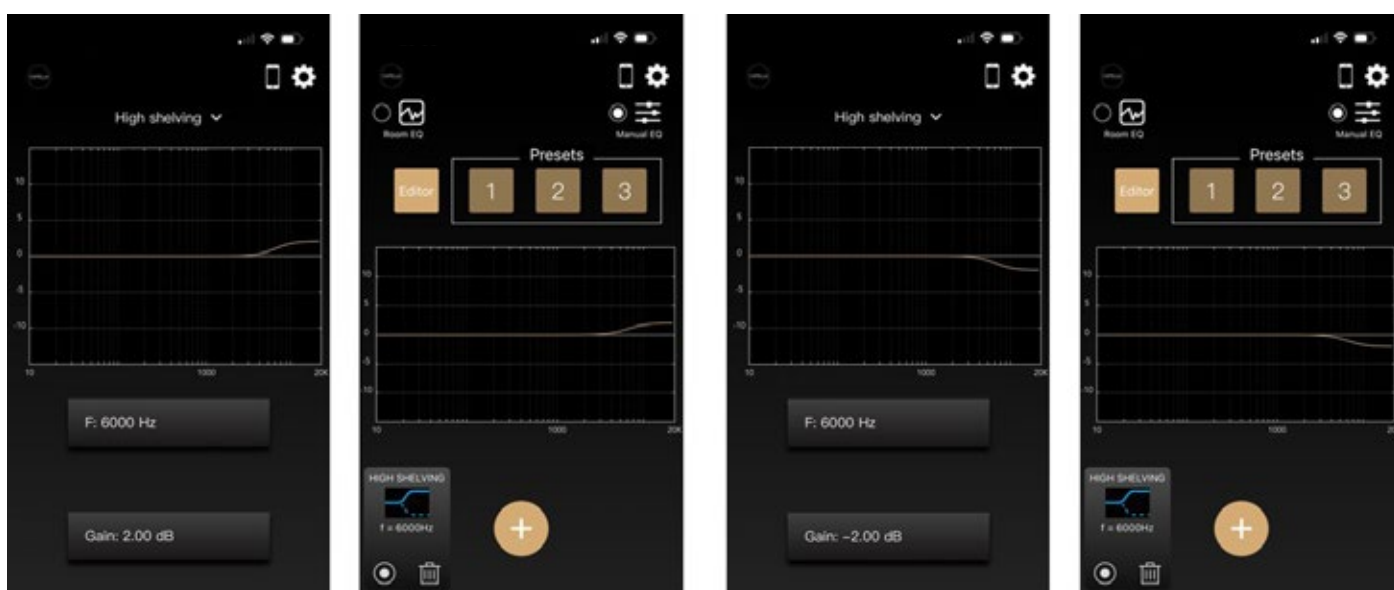 High shelving
10
5
0
-5
-10
10 1000 20K
F: 6000 Hz
Gain: 2.00 dB
Room EQ
Manual EQ
Presets
Editor 1 2 3
10
5
0
-5
-10
10 1000 20K
HIGH SHELVING
f = 6000Hz
+
High shelving
10
5
0
-5
-10
10 1000 20K
F: 6000 Hz
Gain: -2.00 dB
Room EQ
Manual EQ
Presets
Editor 1 2 3
10
5
0
-5
-10
10 1000
HIGH SHELVING
f = 6000Hz
+